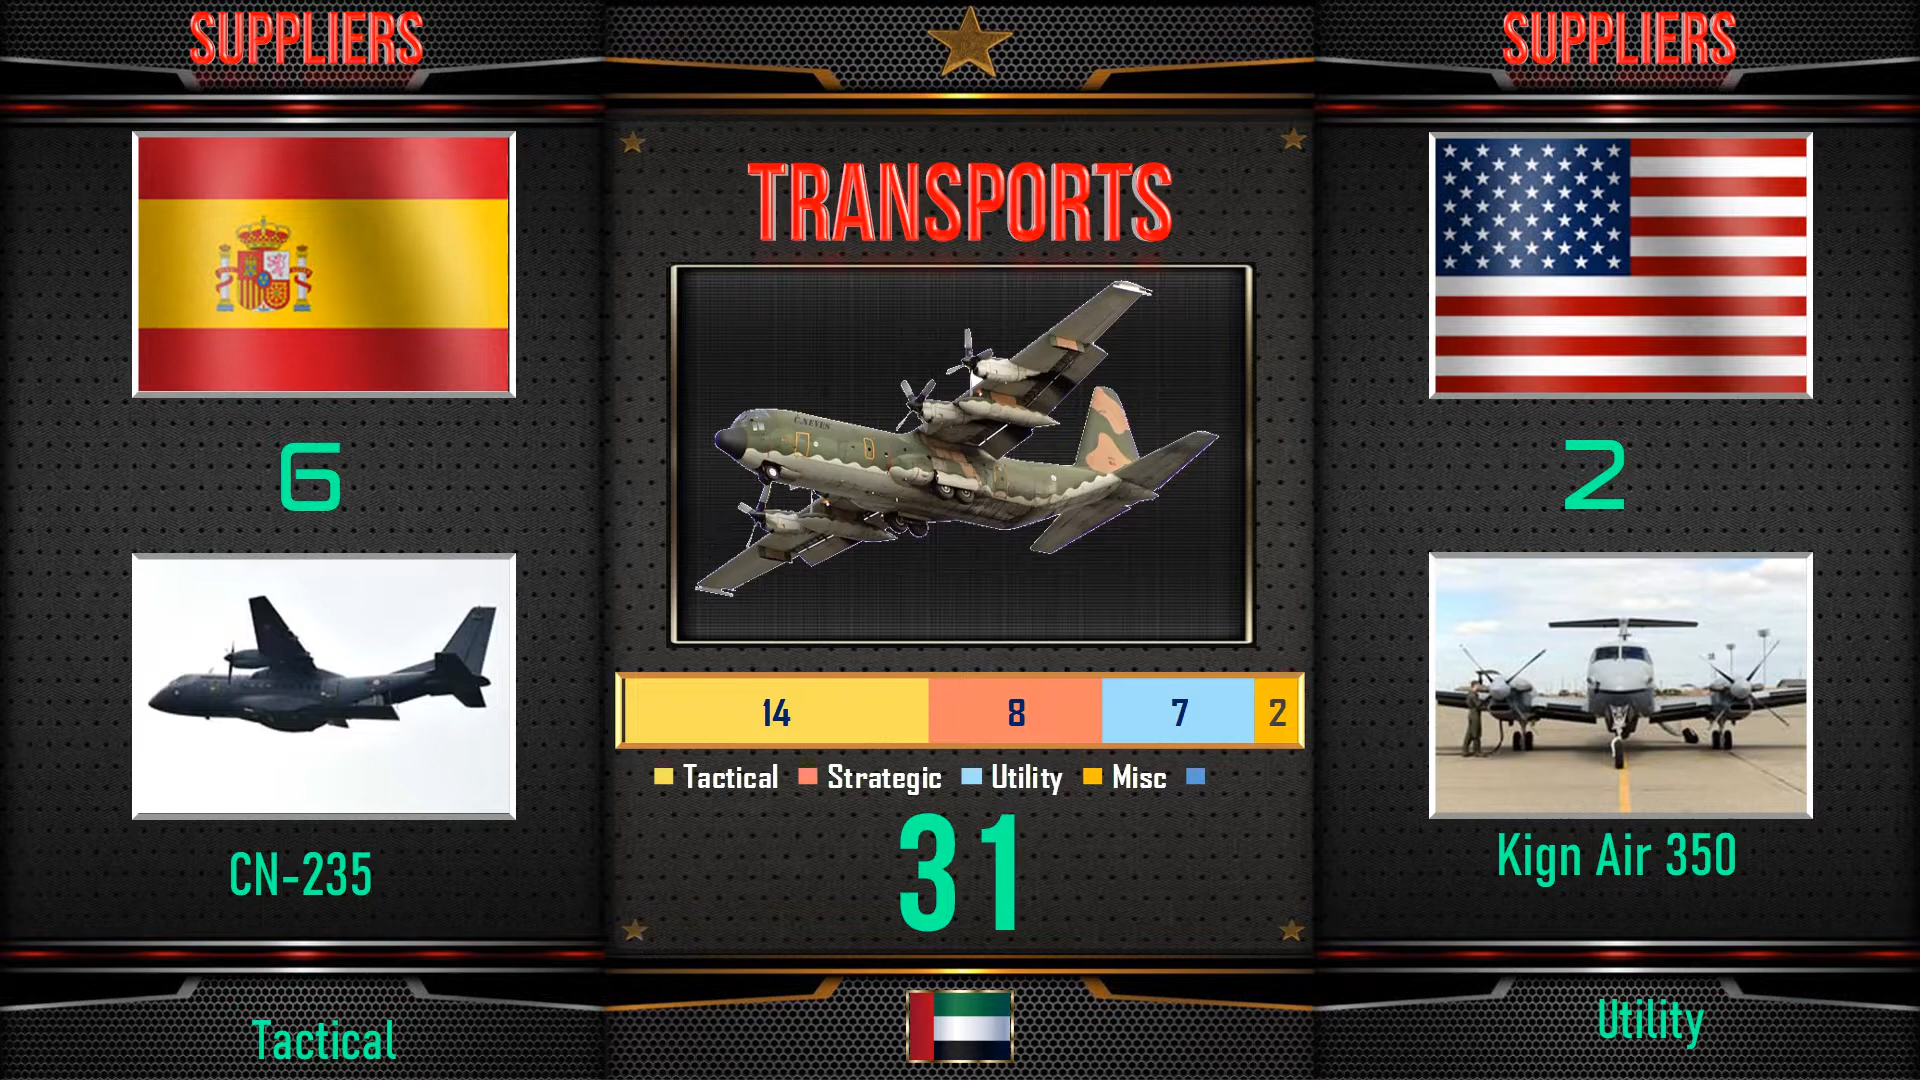 SUPPLIERS
6
CN-235
Tactical
TRANSPORTS
C.NEVES
14 8 7 2
Tactical Strategic Utility Misc
31
SUPPLIERS
2
Kign Air 350
Utility